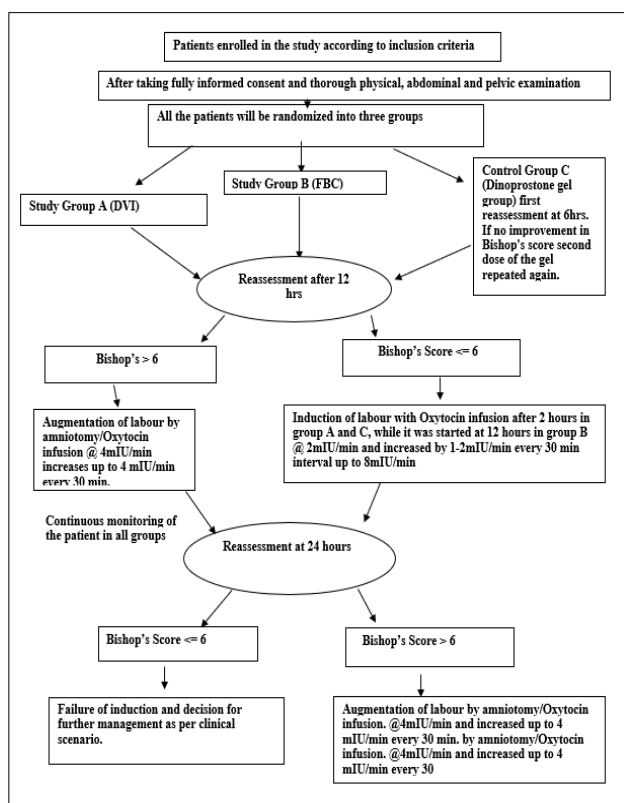 Patients enrolled in the study according to inclusion criteria
After taking fully informed consent and thorough physical, abdominal and pelvic examination
All the patients will be randomized into three groups
Study Group A (DVI)
Study Group B (FBC)
Control Group C
(Dinoprostone gel
group) first
reassessment at 6hrs.
If no improvement in
Bishop's score second
dose of the gel
repeated again.
Reassessment after 12
hrs
Bishop's > 6
Bishop's Score <= 6
Augmentation of labour by
amniotomy/Oxytocin
infusion @ 4mIU/min
increases up to 4 mIU/min
every 30 min.
Induction of labour with Oxytocin infusion after 2 hours in
group A and C, while it was started at 12 hours in group B
@ 2mIU/min and increased by 1-2mIU/min every 30 min
interval up to 8mIU/min
Continuous monitoring of
the patient in all groups
Reassessment at 24 hours
Bishop's Score <= 6
Bishop's Score > 6
Failure of induction and decision for
further management as per clinical
scenario.
Augmentation of labour by amniotomy/Oxytocin
infusion. @4mIU/min and increased up to 4
mIU/min every 30 min. by amniotomy/Oxytocin
infusion. @4mIU/min and increased up to 4
mIU/min every 30